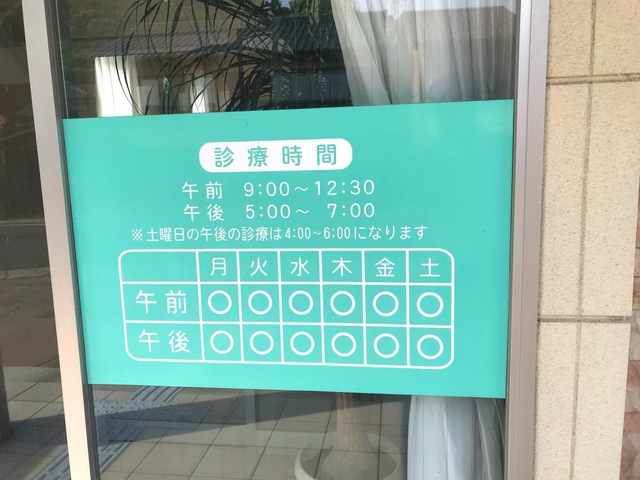 診療時間
午前 9:00～12:30
午後 5:00～ 7:00
※土曜日の午後の診療は4:00～6:00になります
月 火 水 木 金 土
午前 ○ ○ ○ ○ ○ ○
午後 ○ ○ ○ ○ ○ ○